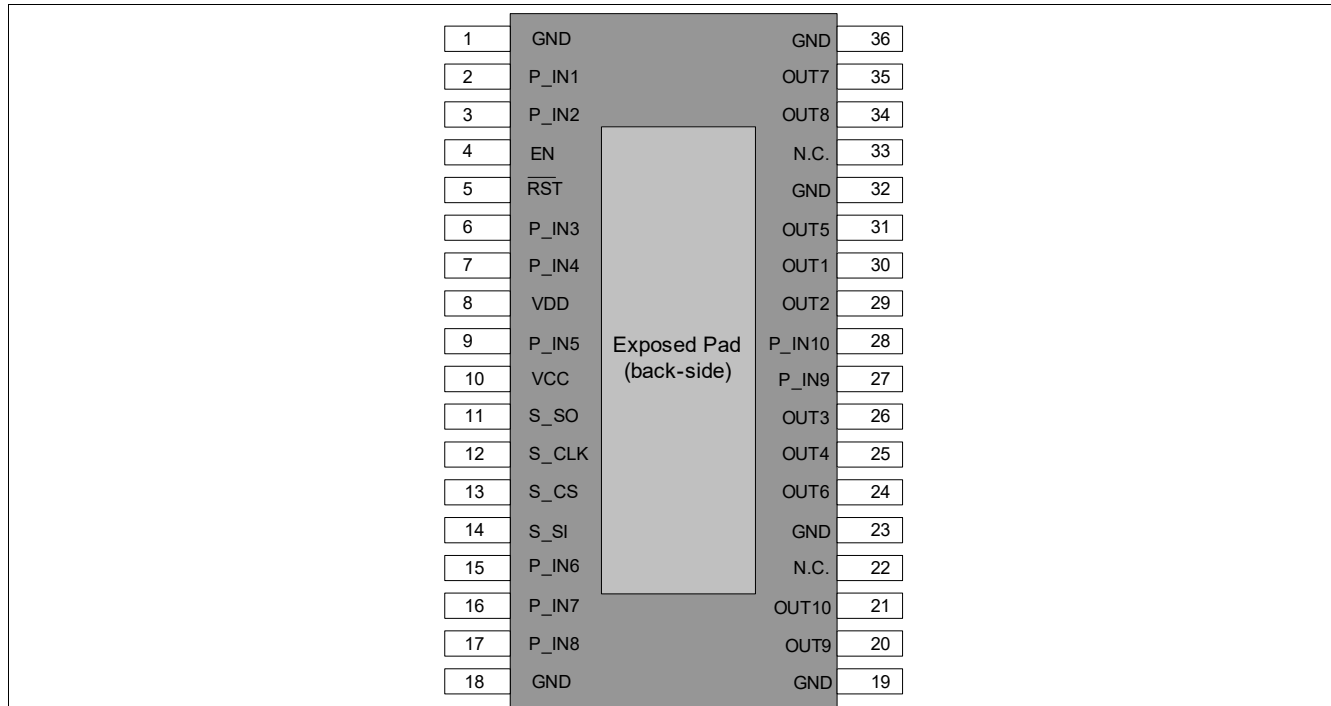 1 GND GND 36
2 P_IN1 OUT7 35
3 P_IN2 OUT8 34
4 EN N.C. 33
5 R̅S̅T̅ GND 32
6 P_IN3 OUT5 31
7 P_IN4 OUT1 30
8 VDD OUT2 29
9 P_IN5 Exposed Pad P_IN10 28
(back-side)
10 VCC P_IN9 27
11 S_SO OUT3 26
12 S_CLK OUT4 25
13 S_CS OUT6 24
14 S_SI GND 23
15 P_IN6 N.C. 22
16 P_IN7 OUT10 21
17 P_IN8 OUT9 20
18 GND GND 19